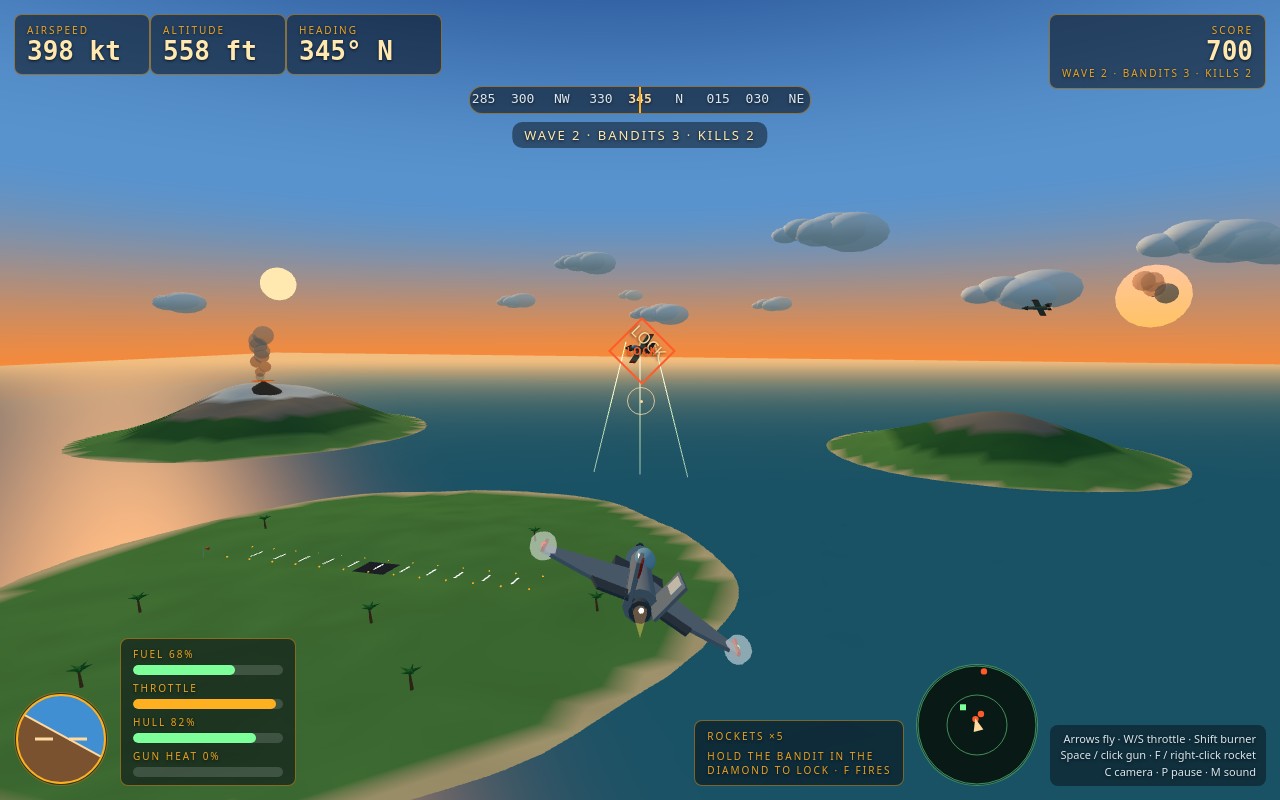 AIRSPEED
398 kt
ALTITUDE
558 ft
HEADING
345° N
SCORE
700
WAVE 2 · BANDITS 3 · KILLS 2
285 300 NW 330 345 N 015 030 NE
WAVE 2 · BANDITS 3 · KILLS 2
LOCK
FUEL 68%
THROTTLE
HULL 82%
GUN HEAT 0%
ROCKETS ×5
HOLD THE BANDIT IN THE
DIAMOND TO LOCK · F FIRES
Arrows fly · W/S throttle · Shift burner
Space / click gun · F / right-click rocket
C camera · P pause · M sound